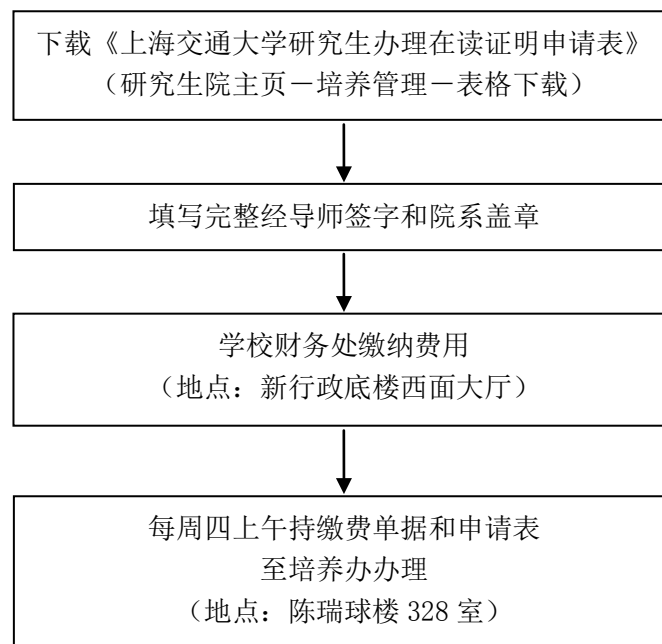 下载《上海交通大学研究生办理在读证明申请表》
（研究生院主页－培养管理－表格下载）
填写完整经导师签字和院系盖章
学校财务处缴纳费用
（地点：新行政底楼西面大厅）
每周四上午持缴费单据和申请表
至培养办办理
（地点：陈瑞球楼 328 室）